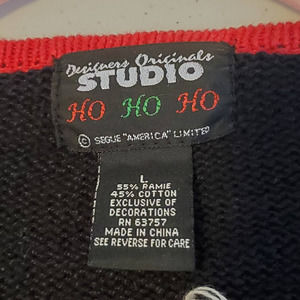 Designers Originals
STUDIO
HO HO HO
© SEGUE "AMERICA" LIMITED
L
55% RAMIE
45% COTTON
EXCLUSIVE OF
DECORATIONS
RN 63757
MADE IN CHINA
SEE REVERSE FOR CARE